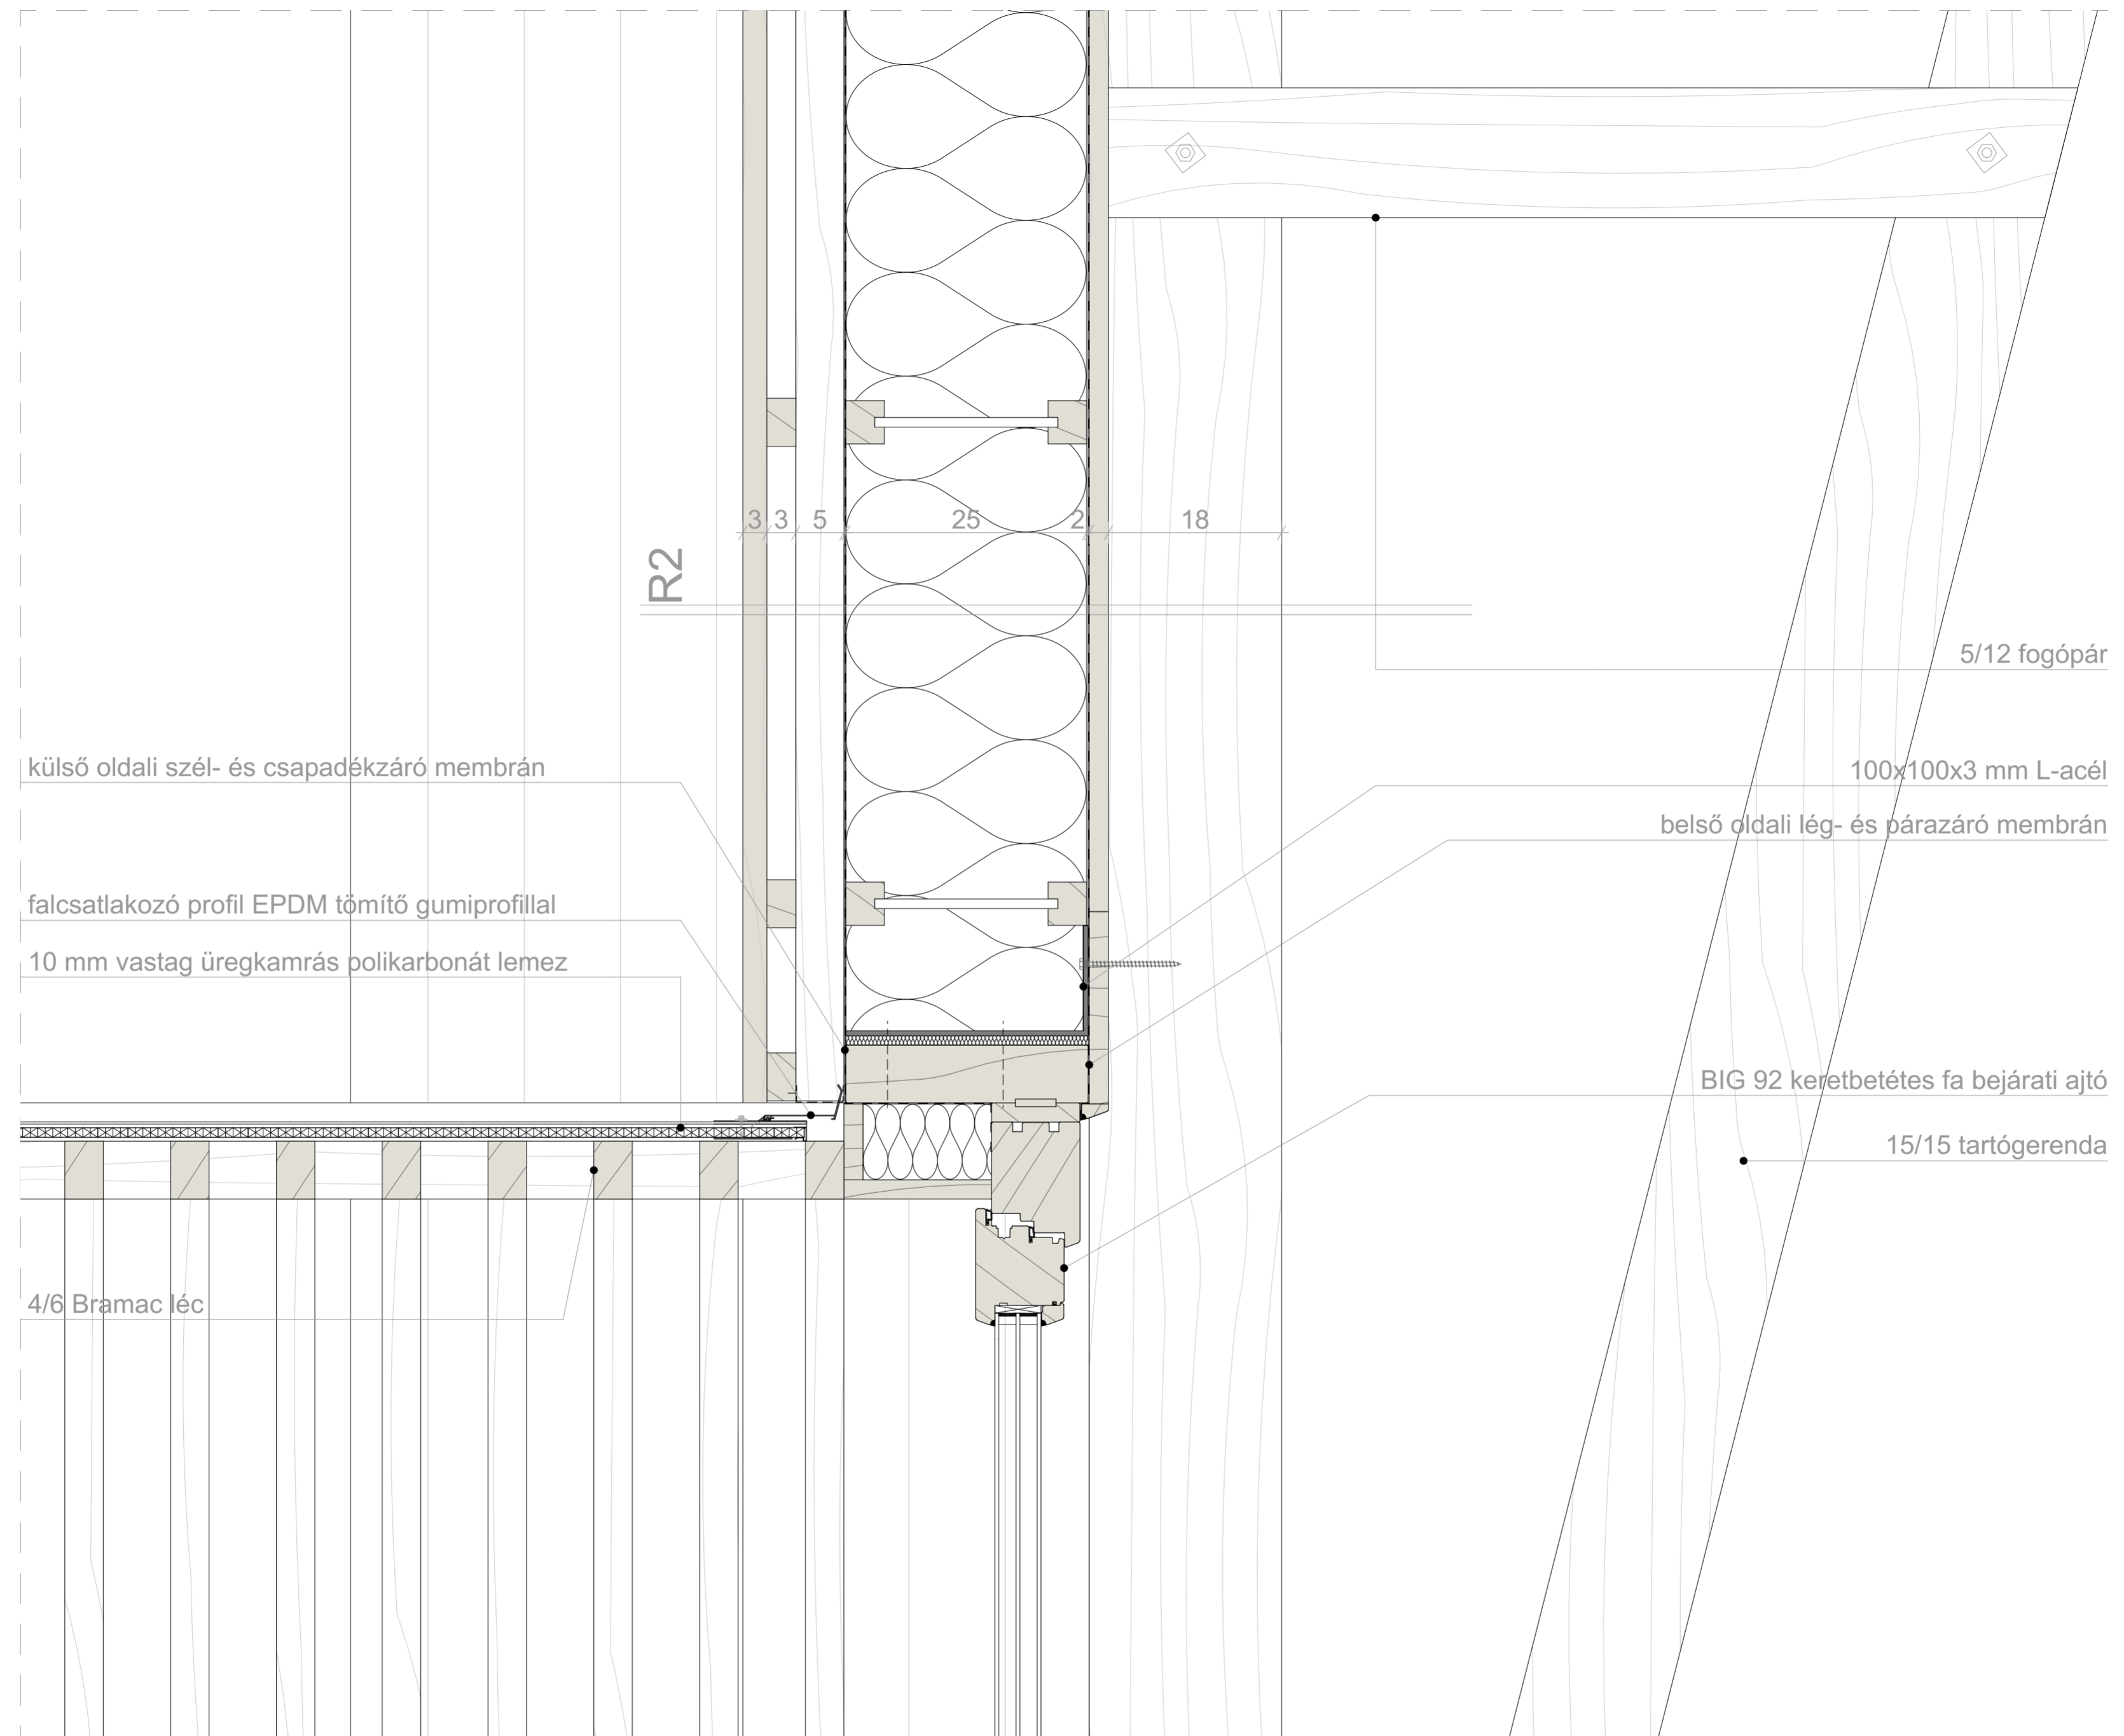 3 3 5 25 2 18
R2
5/12 fogópár
külső oldali szél- és csapadékzáró membrán
100x100x3 mm L-acél
belső oldali lég- és párazáró membrán
falcsatlakozó profil EPDM tömítő gumiprofillal
10 mm vastag üregkamrás polikarbonát lemez
BIG 92 keretbetétes fa bejárati ajtó
15/15 tartógerenda
4/6 Bramac léc